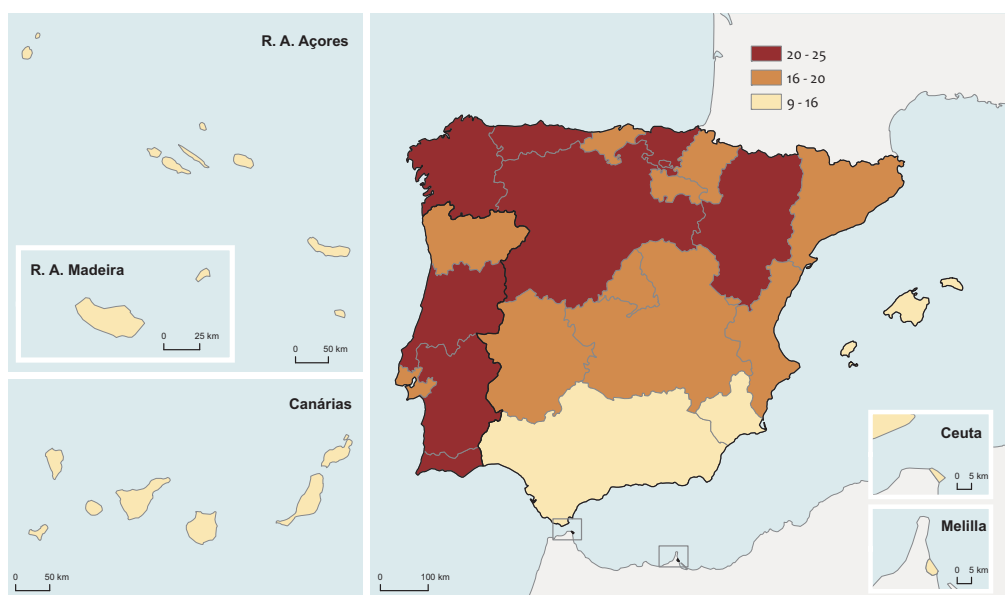 R. A. Açores
R. A. Madeira
0 25 km
0 50 km
Canárias
0 50 km
20 - 25
16 - 20
9 - 16
0 100 km
Ceuta
0 5 km
Melilla
0 5 km